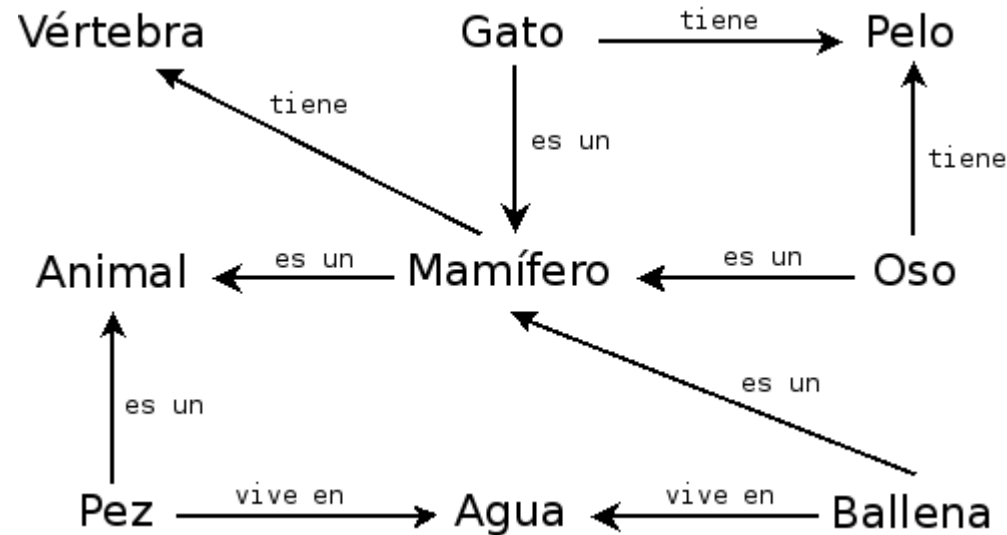 Vértebra
Gato
tiene
Pelo
tiene
es un
tiene
Animal
es un
Mamífero
es un
Oso
es un
es un
Pez
vive en
Agua
vive en
Ballena